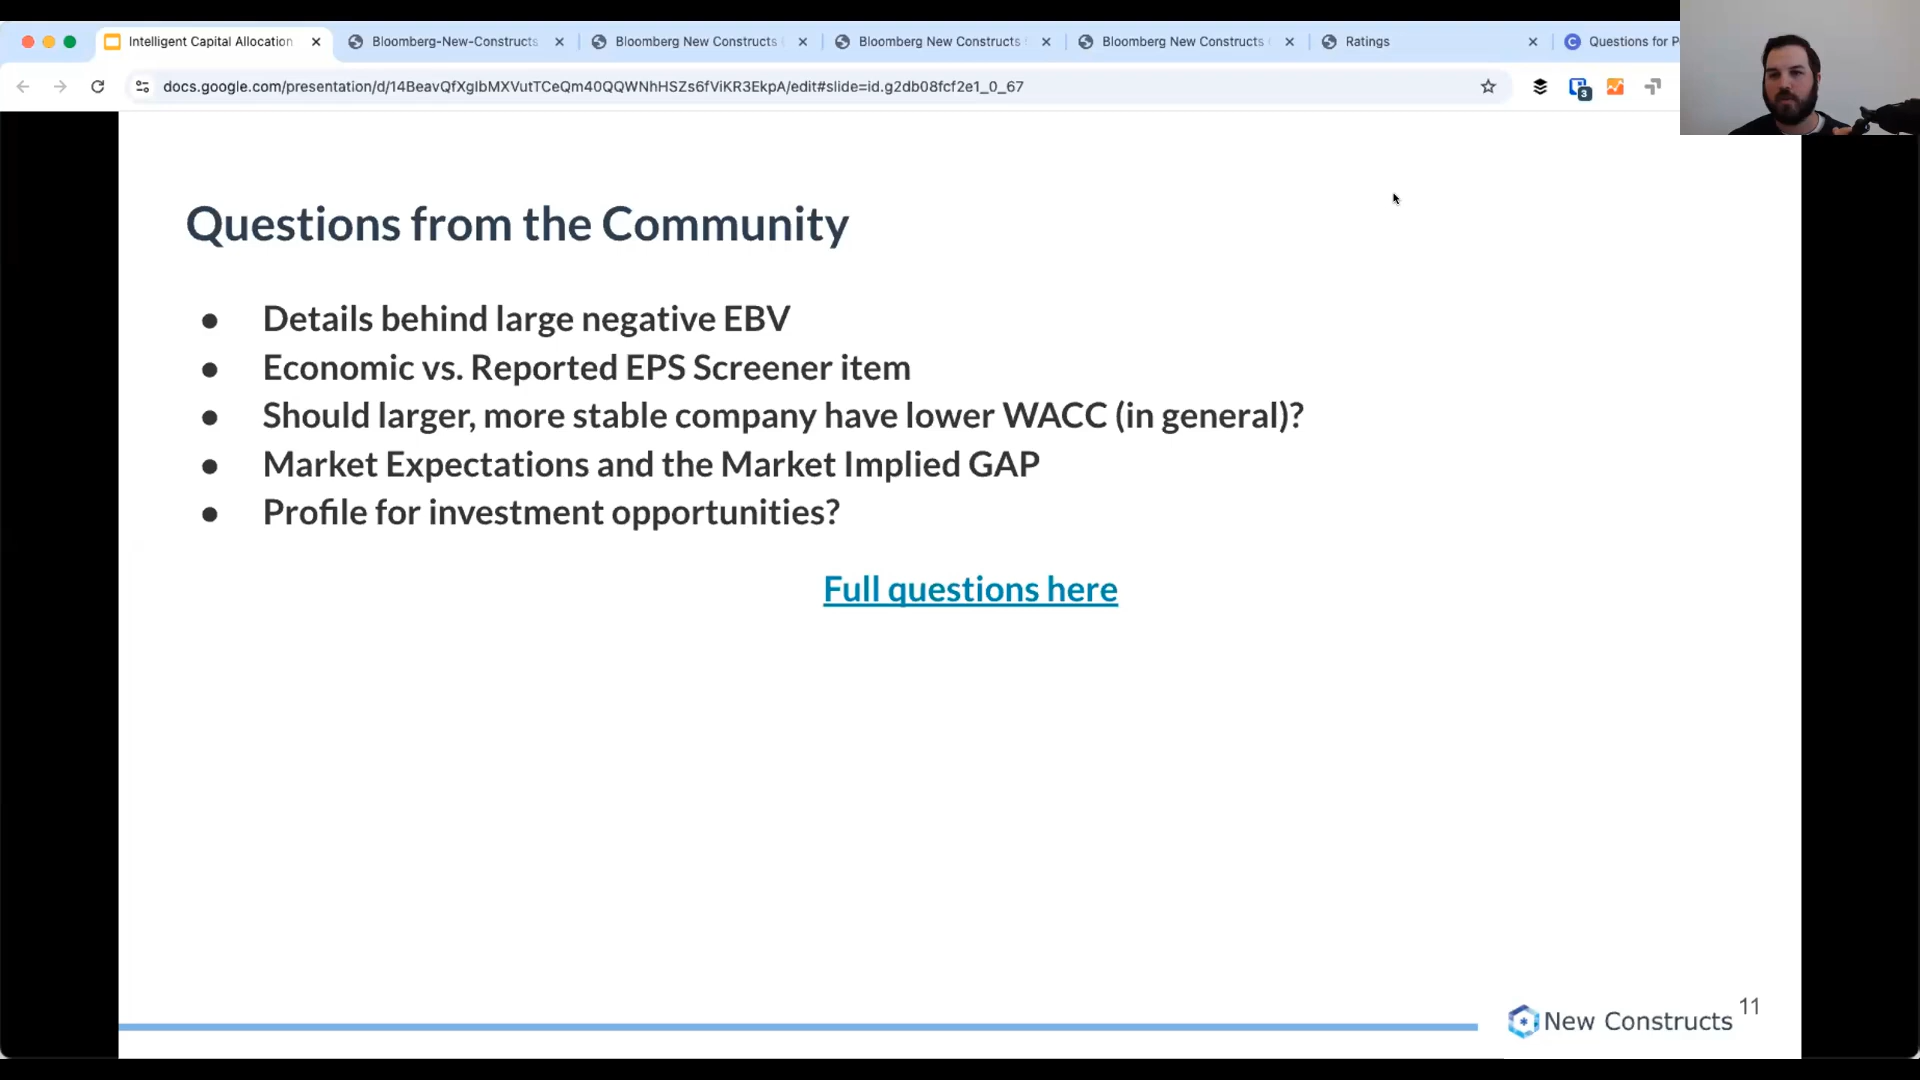 Intelligent Capital Allocation
Bloomberg-New-Constructs
Bloomberg New Constructs
Bloomberg New Constructs
Bloomberg New Constructs
Ratings
Questions for P
docs.google.com/presentation/d/14BeavQfXgIbMXVutTCeQm40QQWNhHSZs6fViKR3EkpA/edit#slide=id.g2db08fcf2e1_0_67
3
Questions from the Community
● Details behind large negative EBV
● Economic vs. Reported EPS Screener item
● Should larger, more stable company have lower WACC (in general)?
● Market Expectations and the Market Implied GAP
● Profile for investment opportunities?
Full questions here
New Constructs
11